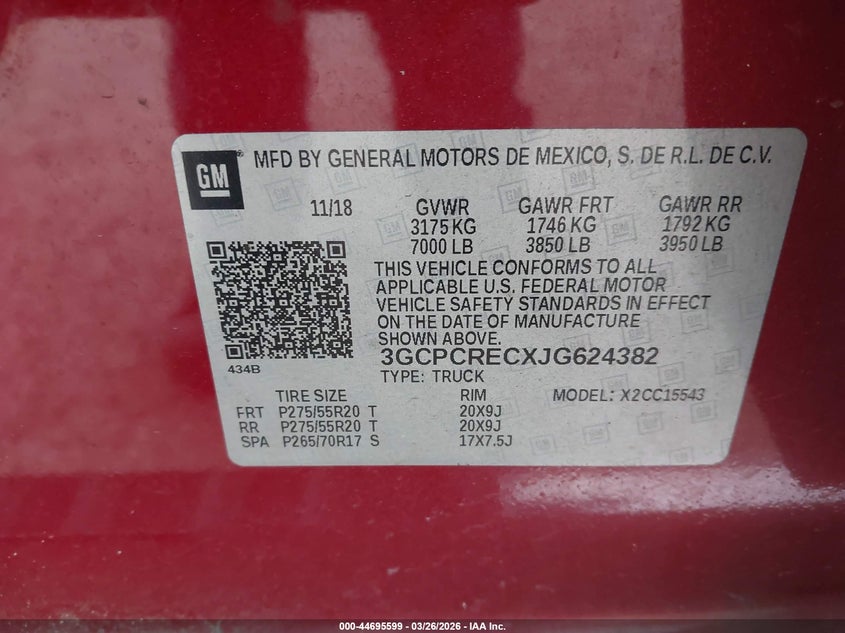 GM
MFD BY GENERAL MOTORS DE MEXICO, S. DE R.L. DE C.V.
11/18 GVWR GAWR FRT GAWR RR
3175 KG 1746 KG 1792 KG
7000 LB 3850 LB 3950 LB
THIS VEHICLE CONFORMS TO ALL
APPLICABLE U.S. FEDERAL MOTOR
VEHICLE SAFETY STANDARDS IN EFFECT
ON THE DATE OF MANUFACTURE
SHOWN ABOVE.
3GCPCRECXJG624382
434B TYPE: TRUCK
TIRE SIZE RIM MODEL: X2CC15543
FRT P275/55R20 T 20X9J
RR P275/55R20 T 20X9J
SPA P265/70R17 S 17X7.5J
000-44695599 - 03/26/2026 - IAA Inc.